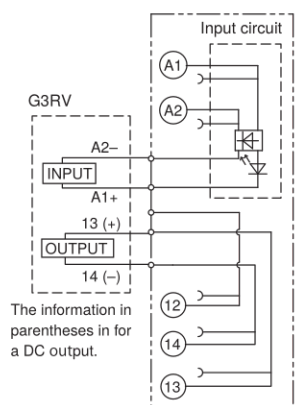 Input circuit
A1
G3RV
A2
A2–
INPUT
A1+
13 (+)
OUTPUT
14 (–)
The information in
parentheses in for
a DC output.
12
14
13